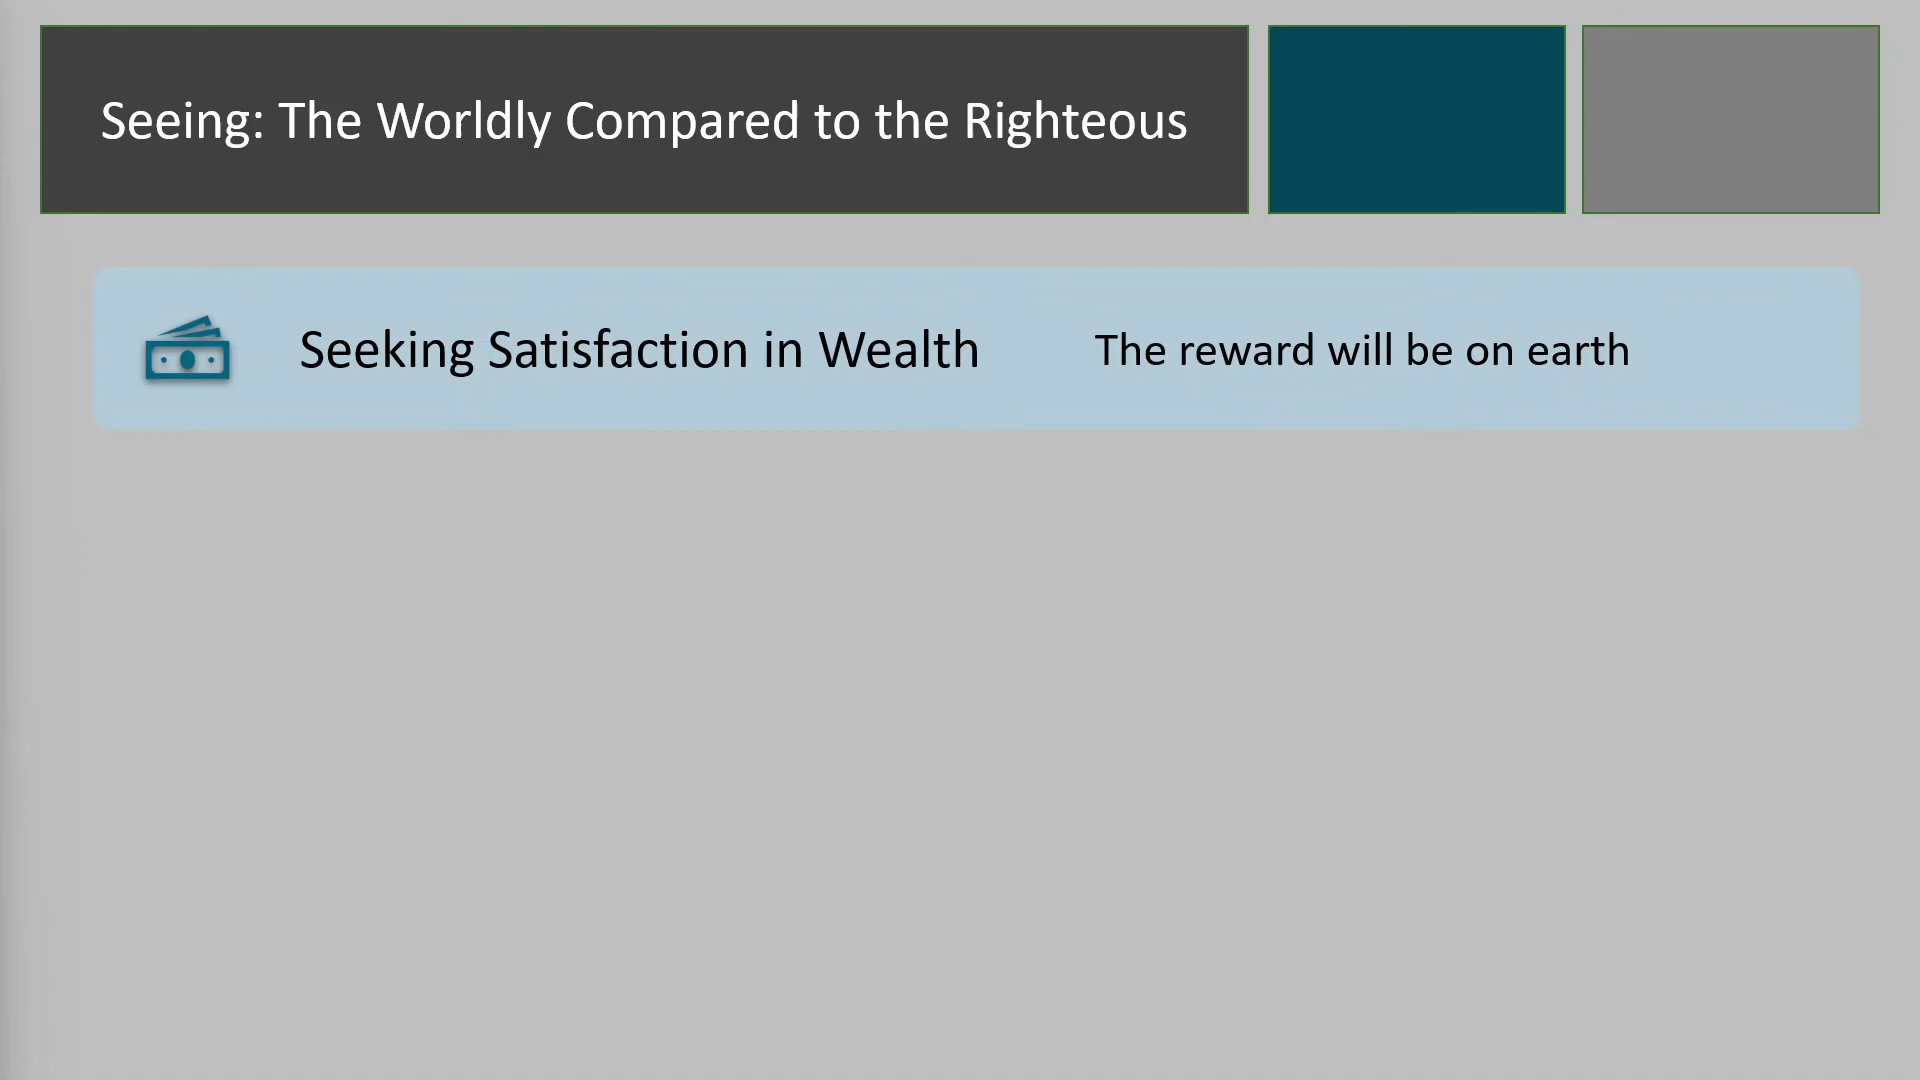 Seeing: The Worldly Compared to the Righteous
Seeking Satisfaction in Wealth
The reward will be on earth